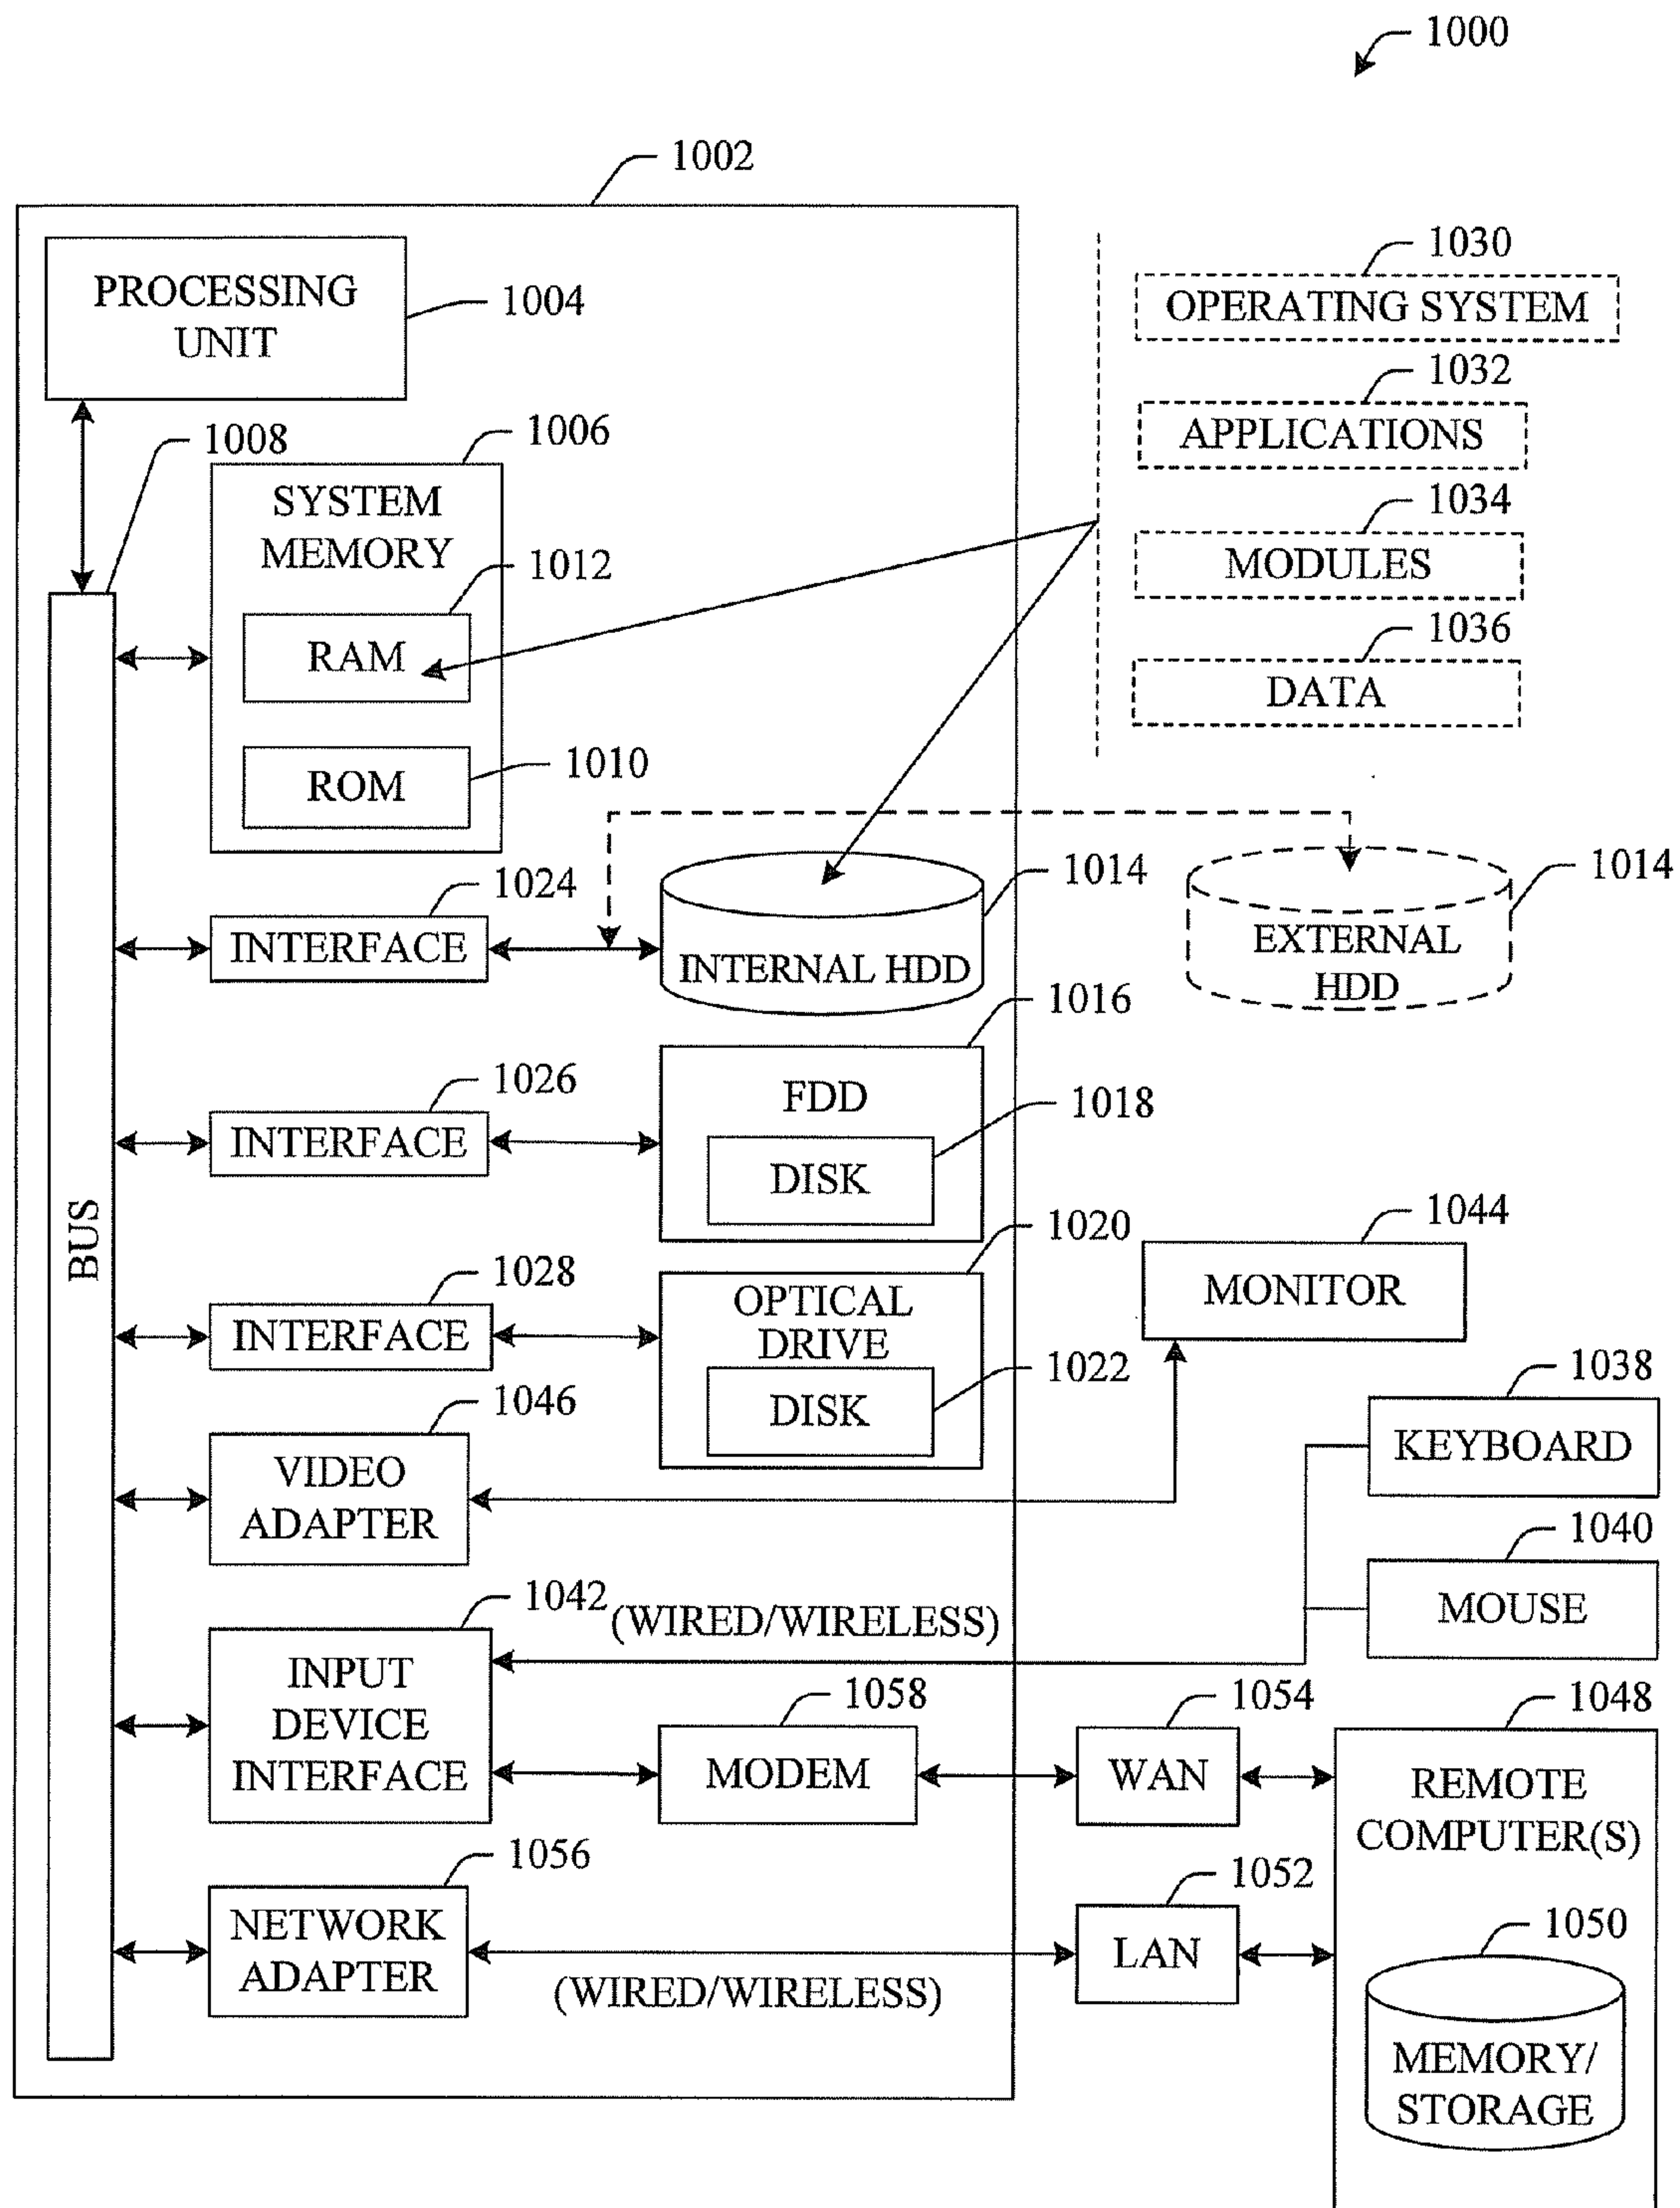 1000
1002
PROCESSING
UNIT
1004
1030
OPERATING SYSTEM
1032
APPLICATIONS
1034
MODULES
1036
DATA
1008
1006
SYSTEM
MEMORY
1012
RAM
1010
ROM
1024
INTERFACE
1014
INTERNAL HDD
1014
EXTERNAL
HDD
1016
FDD
1026
INTERFACE
1018
DISK
BUS
1020
OPTICAL
DRIVE
1028
INTERFACE
1022
DISK
1044
MONITOR
1046
VIDEO
ADAPTER
1038
KEYBOARD
1040
MOUSE
1042
(WIRED/WIRELESS)
INPUT
DEVICE
INTERFACE
1058
MODEM
1054
WAN
1048
REMOTE
COMPUTER(S)
1056
NETWORK
ADAPTER
(WIRED/WIRELESS)
1052
LAN
1050
MEMORY/
STORAGE